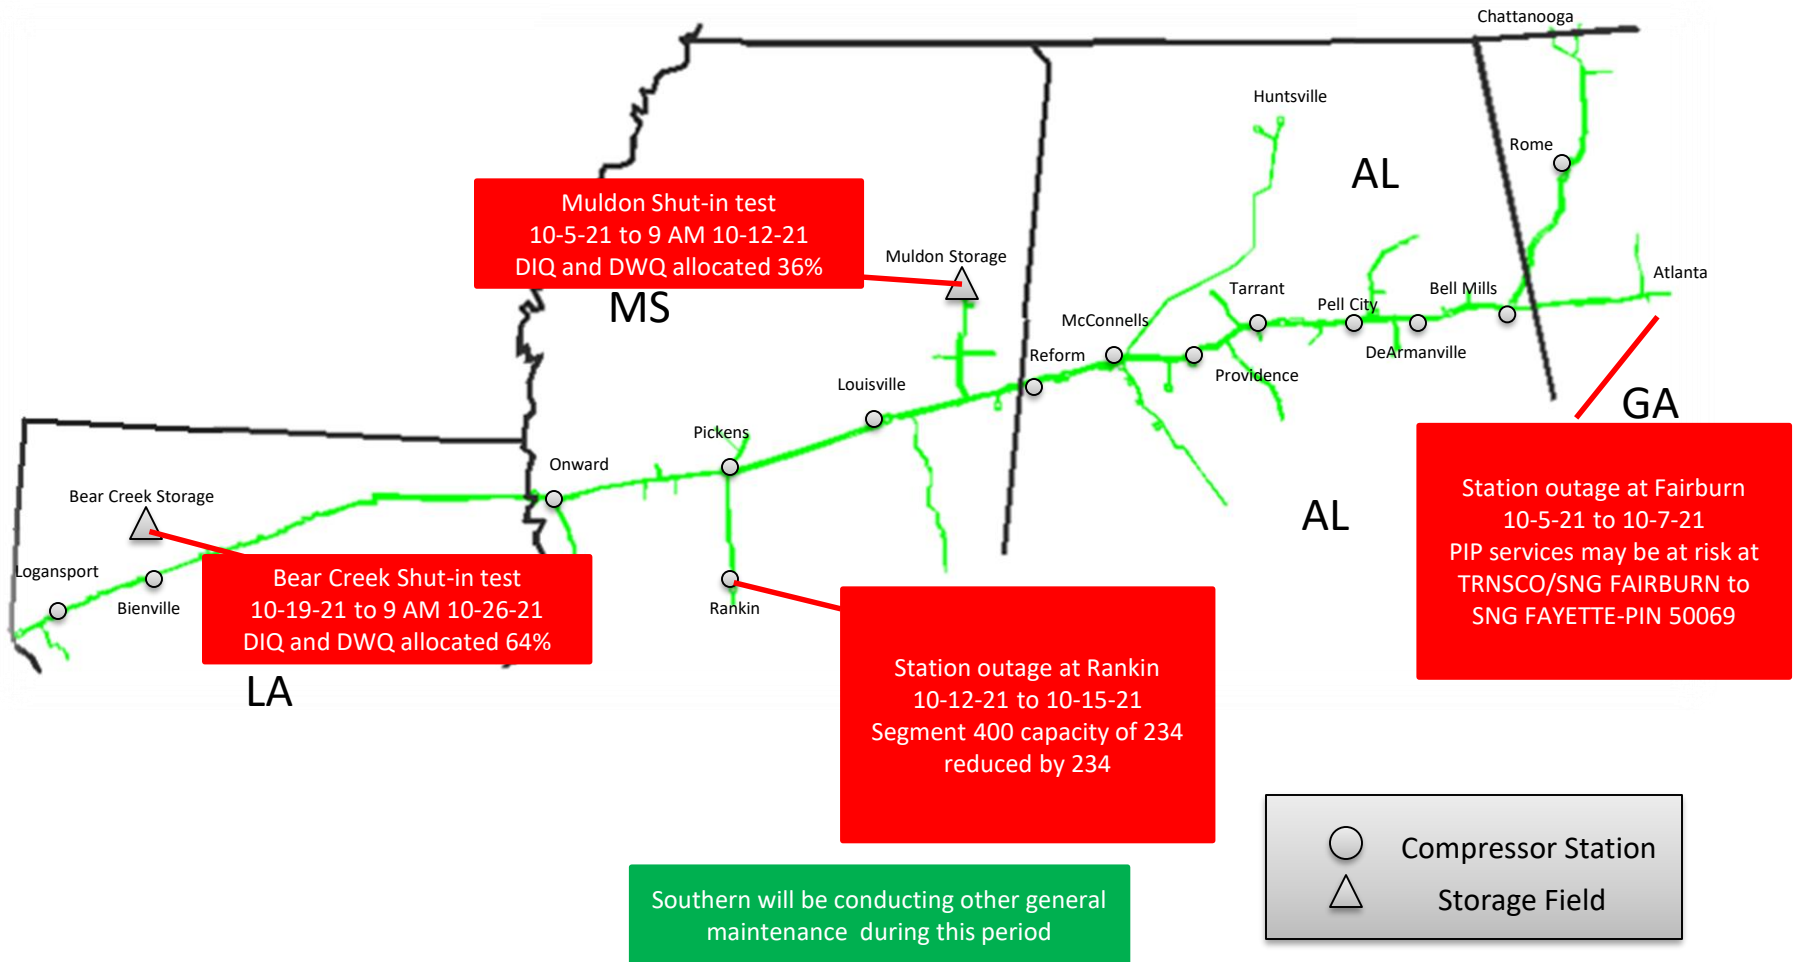 Chattanooga
Huntsville
Rome
AL
Muldon Shut-in test
10-5-21 to 9 AM 10-12-21
DIQ and DWQ allocated 36%
Muldon Storage
MS
Atlanta
Bell Mills
Tarrant
Pell City
McConnells
DeArmanville
Reform
Providence
Louisville
GA
Pickens
Onward
Bear Creek Storage
AL
Station outage at Fairburn
10-5-21 to 10-7-21
PIP services may be at risk at
TRNSCO/SNG FAIRBURN to
SNG FAYETTE-PIN 50069
Logansport
Bienville
Bear Creek Shut-in test
10-19-21 to 9 AM 10-26-21
DIQ and DWQ allocated 64%
Rankin
LA
Station outage at Rankin
10-12-21 to 10-15-21
Segment 400 capacity of 234
reduced by 234
Compressor Station
Storage Field
Southern will be conducting other general
maintenance during this period